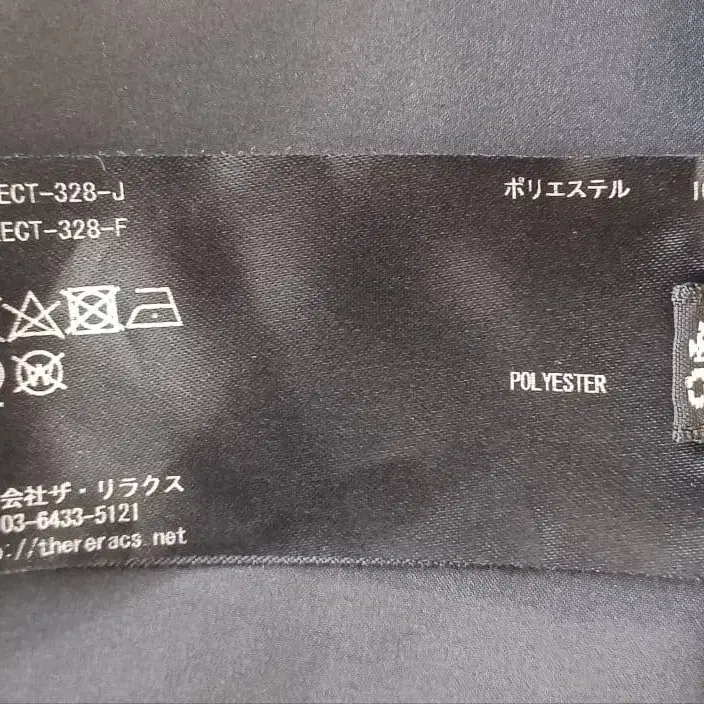 ECT-328-J
ECT-328-F
ポリエステル
POLYESTER
会社ザ・リラクス
03-6433-5121
://thereracs.net